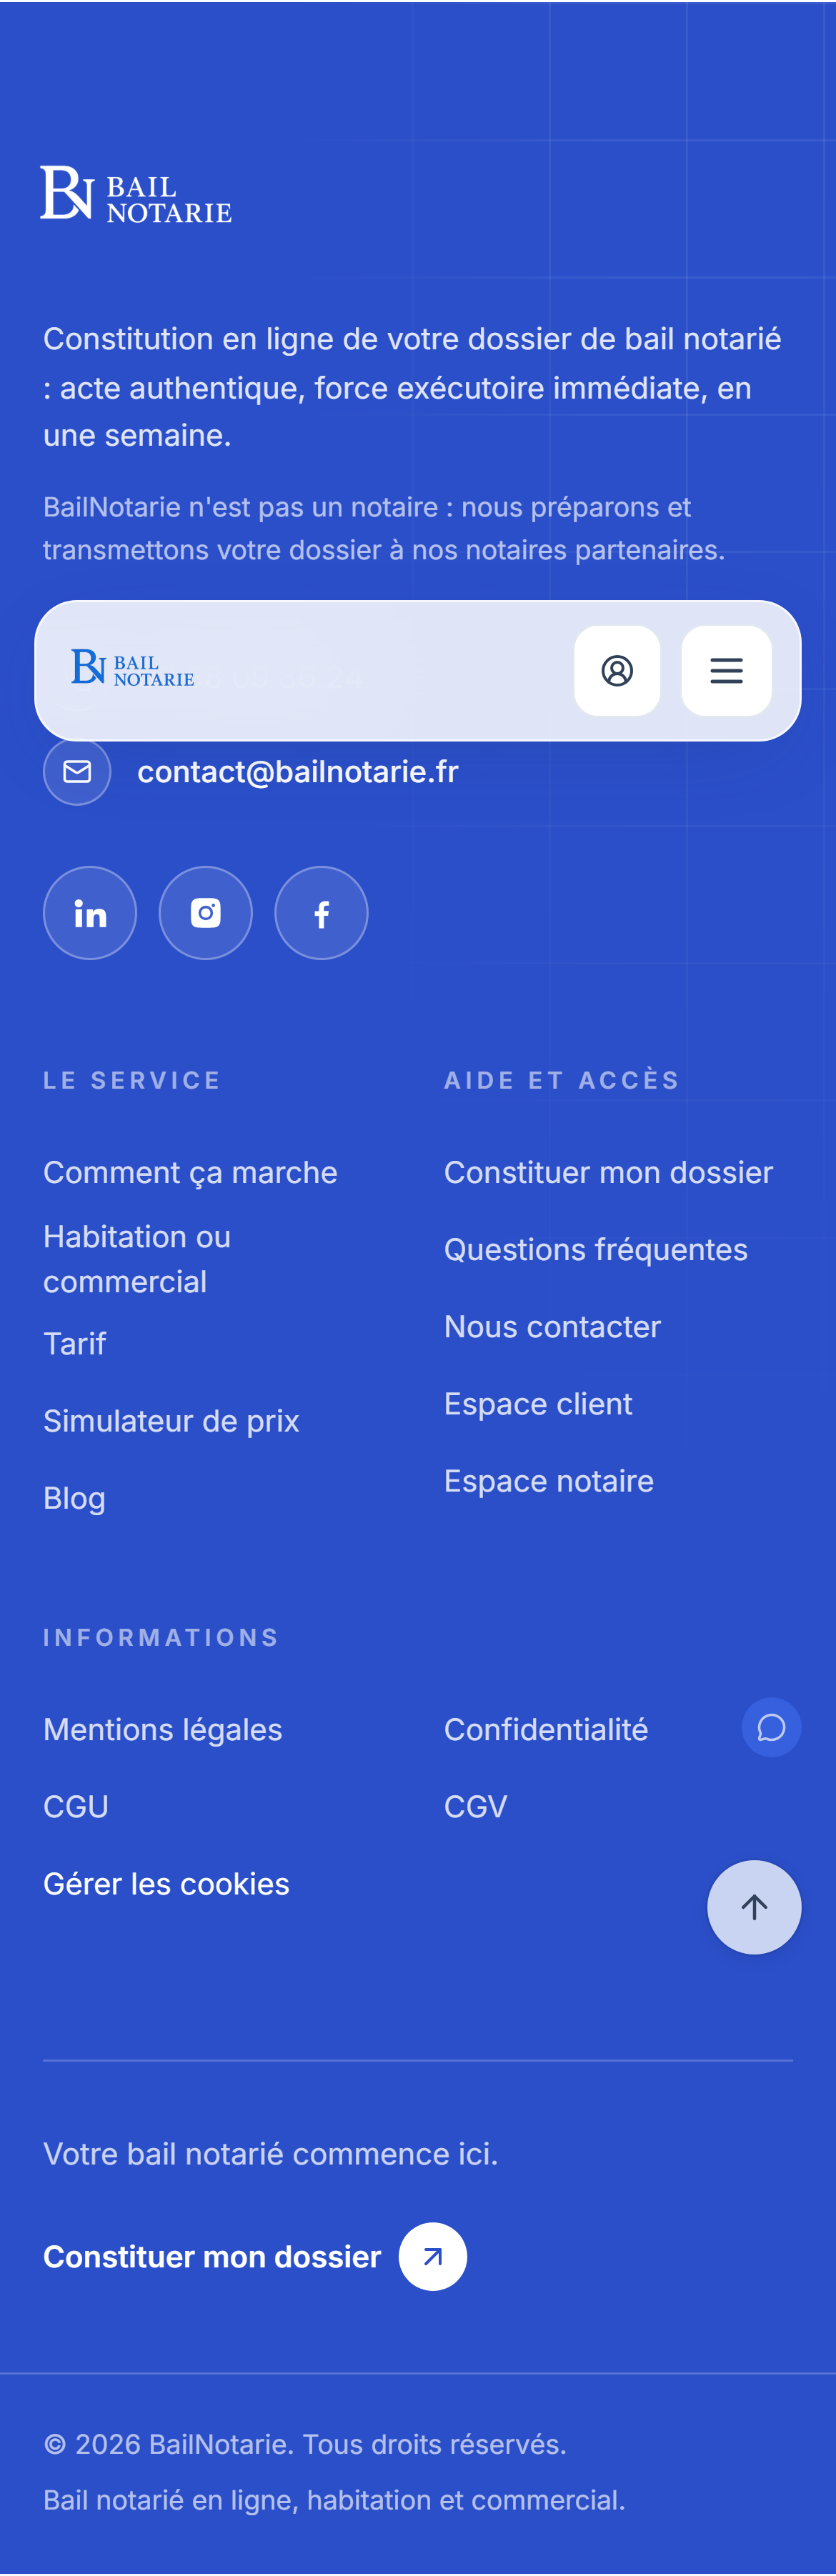 BAIL
NOTARIE
Constitution en ligne de votre dossier de bail notarié
: acte authentique, force exécutoire immédiate, en
une semaine.
BailNotarie n'est pas un notaire : nous préparons et
transmettons votre dossier à nos notaires partenaires.
BAIL
NOTARIE
contact@bailnotarie.fr
LE SERVICE
Comment ça marche
Habitation ou
commercial
Tarif
Simulateur de prix
Blog
AIDE ET ACCÈS
Constituer mon dossier
Questions fréquentes
Nous contacter
Espace client
Espace notaire
INFORMATIONS
Mentions légales
Confidentialité
CGU
CGV
Gérer les cookies
Votre bail notarié commence ici.
Constituer mon dossier
© 2026 BailNotarie. Tous droits réservés.
Bail notarié en ligne, habitation et commercial.